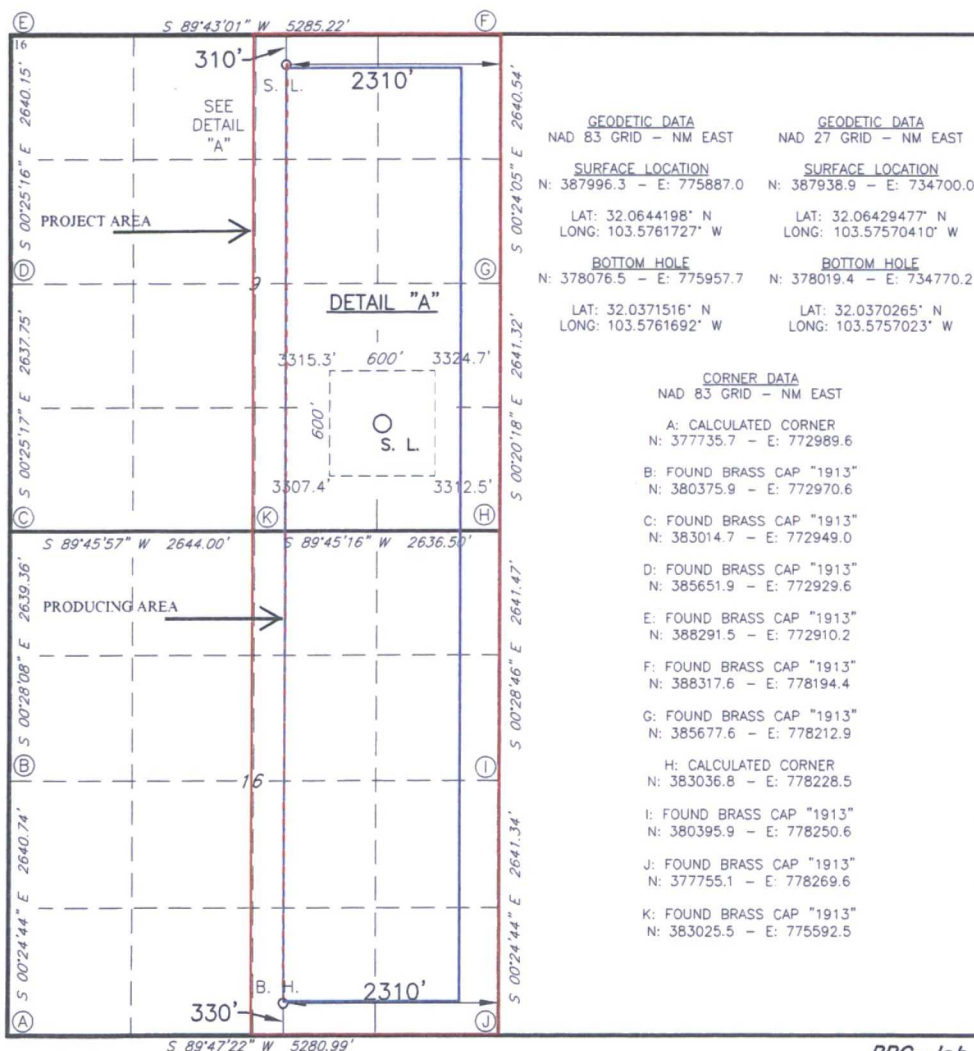 E
S 89°43'01" W 5285.22'
F
16
310'
2310'
S. L.
SEE
DETAIL
"A"
S 00°25'16" E 2640.15'
S 00°24'05" E 2640.54'
PROJECT AREA
D
9
G
DETAIL "A"
3315.3' 600' 3324.7'
600'
S. L.
3307.4' 3312.5'
S 00°25'17" E 2637.75'
S 00°20'18" E 2641.32'
C
K
H
S 89°45'57" W 2644.00'
S 89°45'16" W 2636.50'
PRODUCING AREA
S 00°28'08" E 2639.36'
S 00°28'46" E 2641.47'
B
16
I
S 00°24'44" E 2640.74'
S 00°24'44" E 2641.34'
B. H.
2310'
330'
A
J
S 89°47'22" W 5280.99'
GEODETIC DATA
NAD 83 GRID - NM EAST
SURFACE LOCATION
N: 387996.3 - E: 775887.0
LAT: 32.0644198° N
LONG: 103.5761727° W
BOTTOM HOLE
N: 378076.5 - E: 775957.7
LAT: 32.0371516° N
LONG: 103.5761692° W
GEODETIC DATA
NAD 27 GRID - NM EAST
SURFACE LOCATION
N: 387938.9 - E: 734700.0
LAT: 32.06429477° N
LONG: 103.57570410° W
BOTTOM HOLE
N: 378019.4 - E: 734770.2
LAT: 32.0370265° N
LONG: 103.5757023° W
CORNER DATA
NAD 83 GRID - NM EAST
A: CALCULATED CORNER
N: 377735.7 - E: 772989.6
B: FOUND BRASS CAP "1913"
N: 380375.9 - E: 772970.6
C: FOUND BRASS CAP "1913"
N: 383014.7 - E: 772949.0
D: FOUND BRASS CAP "1913"
N: 385651.9 - E: 772929.6
E: FOUND BRASS CAP "1913"
N: 388291.5 - E: 772910.2
F: FOUND BRASS CAP "1913"
N: 388317.6 - E: 778194.4
G: FOUND BRASS CAP "1913"
N: 385677.6 - E: 778212.9
H: CALCULATED CORNER
N: 383036.8 - E: 778228.5
I: FOUND BRASS CAP "1913"
N: 380395.9 - E: 778250.6
J: FOUND BRASS CAP "1913"
N: 377755.1 - E: 778269.6
K: FOUND BRASS CAP "1913"
N: 383025.5 - E: 775592.5